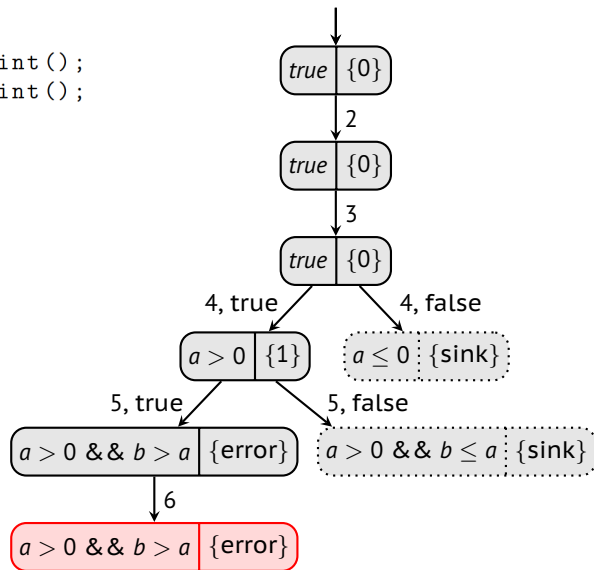 int();
int();
true {0}
2
true {0}
3
true {0}
4, true 4, false
a > 0 {1} a ≤ 0 {sink}
5, true 5, false
a > 0 && b > a {error} a > 0 && b ≤ a {sink}
6
a > 0 && b > a {error}